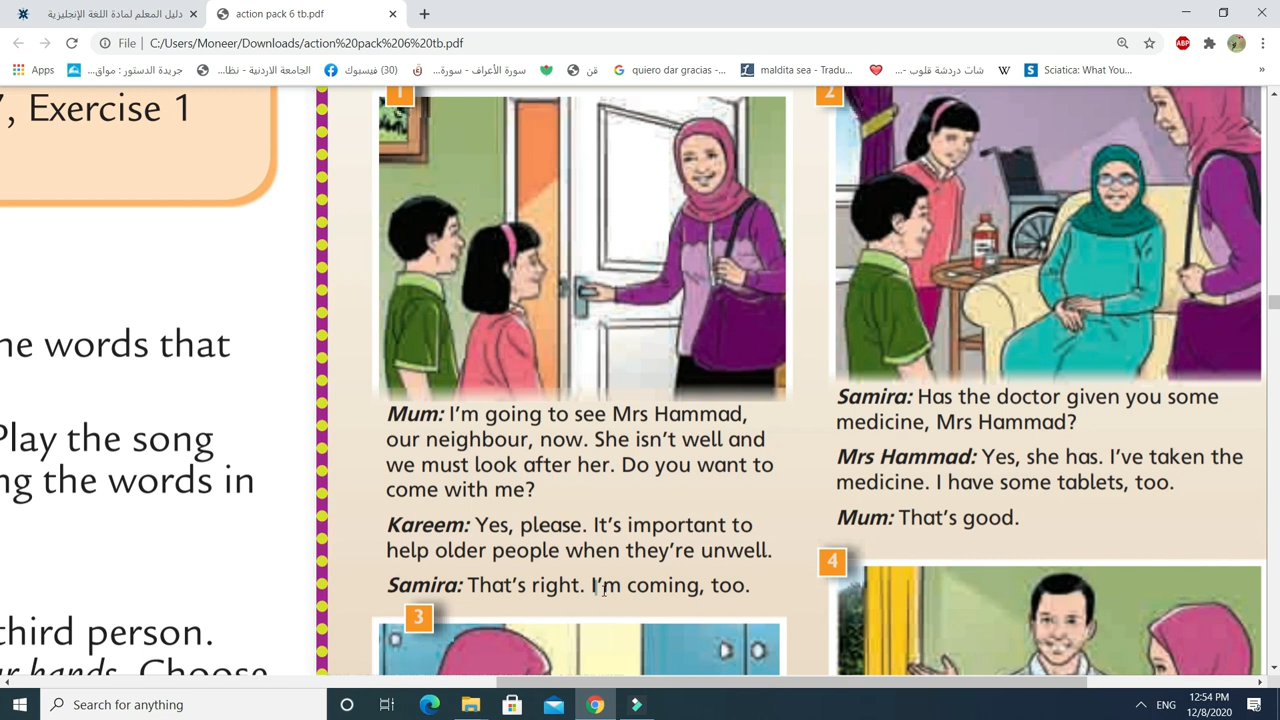 دليل المعلم لمادة اللغة الإنجليزية
action pack 6 tb.pdf
File
C:/Users/Moneer/Downloads/action%20pack%206%20tb.pdf
ABP
Apps
جريدة الدستور : مواق...
الجامعة الاردنية - نظا...
(30) فيسبوك
سورة الأعراف - سورة...
قن
quiero dar gracias -...
maldita sea - Tradu...
شات دردشة قلوب -...
W
S Sciatica: What You...
»
7, Exercise 1
he words that
Play the song
ng the words in
third person.
ur hands. Choose
1
Mum: I'm going to see Mrs Hammad,
our neighbour, now. She isn't well and
we must look after her. Do you want to
come with me?
Kareem: Yes, please. It's important to
help older people when they're unwell.
Samira: That's right. I'm coming, too.
2
Samira: Has the doctor given you some
medicine, Mrs Hammad?
Mrs Hammad: Yes, she has. I've taken the
medicine. I have some tablets, too.
Mum: That's good.
3
4
Search for anything
ENG
12:54 PM
12/8/2020